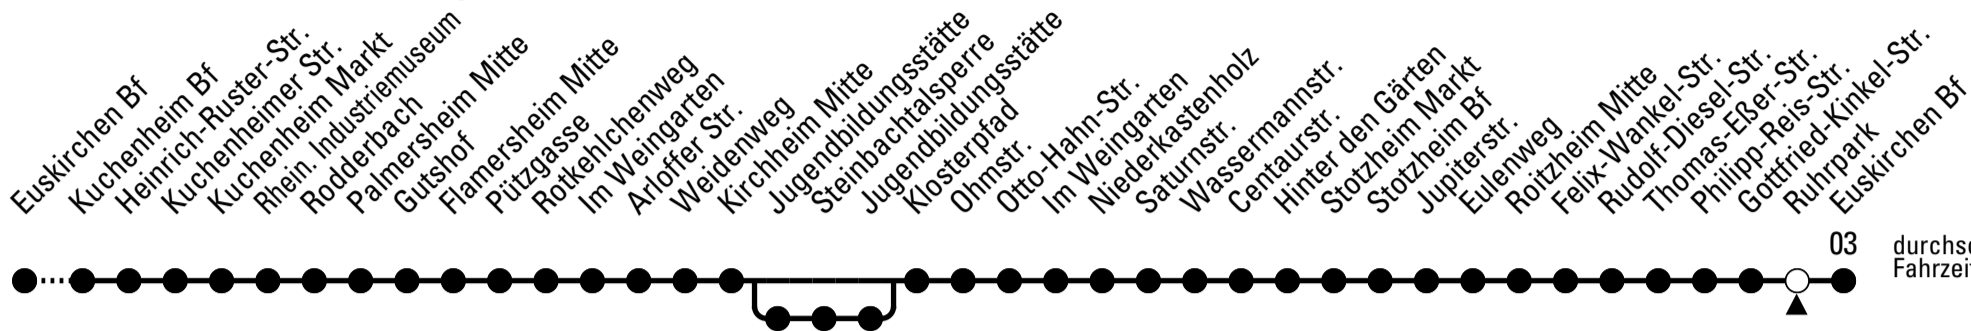 Euskirchen Bf
Kuchenheim Bf
Heinrich-Ruster-Str.
Kuchenheimer Str.
Kuchenheim Markt
Rhein. Industriemuseum
Rodderbach
Palmersheim Mitte
Gutshof
Flamersheim Mitte
Pützgasse
Rotkehlchenweg
Im Weingarten
Arloffer Str.
Weidenweg
Kirchheim Mitte
Jugendbildungsstätte
Steinbachtalsperre
Jugendbildungsstätte
Klosterpfad
Ohmstr.
Otto-Hahn-Str.
Im Weingarten
Niederkastenholz
Saturnstr.
Wassermannstr.
Centaurstr.
Hinter den Gärten
Stotzheim Markt
Stotzheim Bf
Jupiterstr.
Eulenweg
Roitzheim Mitte
Felix-Wankel-Str.
Rudolf-Diesel-Str.
Thomas-Eßer-Str.
Philipp-Reis-Str.
Gottfried-Kinkel-Str.
Ruhrpark
Euskirchen Bf
03
Fahrzeit